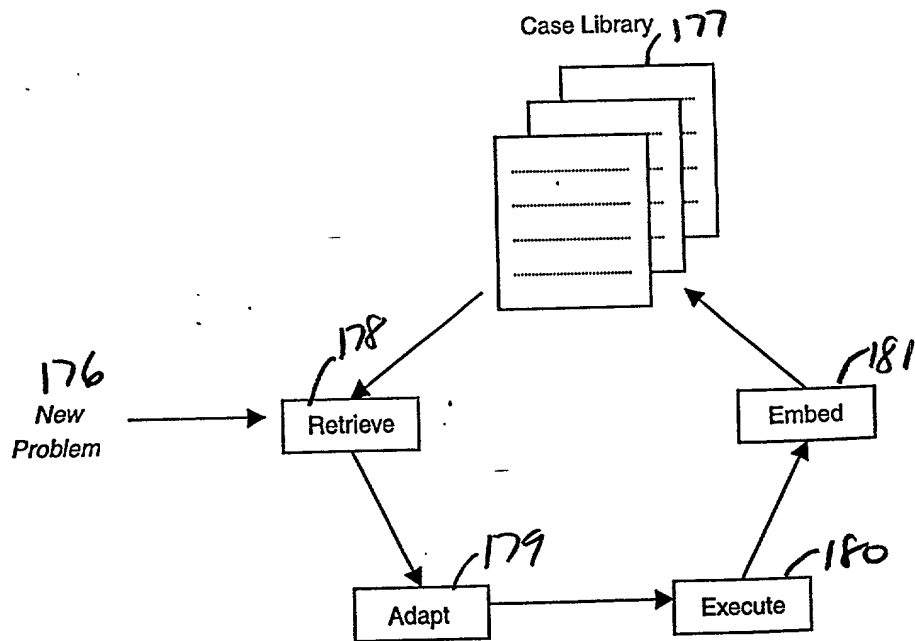 Case Library 177
178
176
New
Problem
Retrieve
181
Embed
179
Adapt
180
Execute